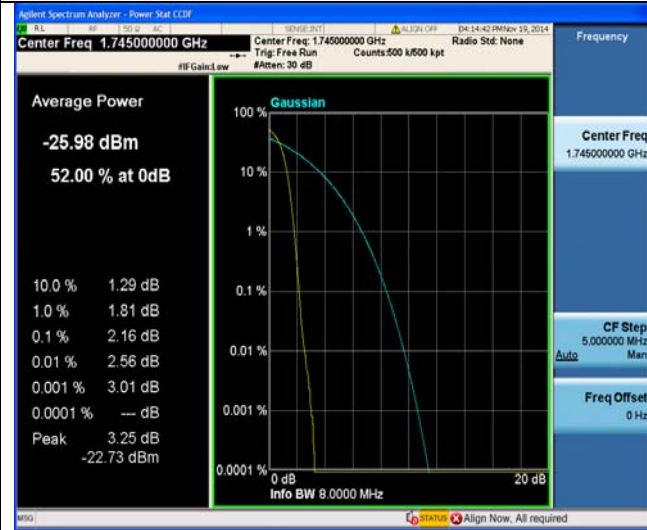 Agilent Spectrum Analyzer - Power Stat CCDF
RL RF 50 Ω AC SENSE:INT ALIGN OFF 04:14:42 PM Nov 19, 2014
Center Freq 1.745000000 GHz
Center Freq: 1.745000000 GHz
Radio Std: None
Trig: Free Run Counts:500 k/500 kpt
#IFGain:Low
#Atten: 30 dB
Frequency
Average Power
-25.98 dBm
52.00 % at 0dB
10.0 % 1.29 dB
1.0 % 1.81 dB
0.1 % 2.16 dB
0.01 % 2.56 dB
0.001 % 3.01 dB
0.0001 % --- dB
Peak 3.25 dB
-22.73 dBm
Gaussian
100 %
10 %
1 %
0.1 %
0.01 %
0.001 %
0.0001 %
0 dB
20 dB
Info BW 8.0000 MHz
Center Freq
1.745000000 GHz
CF Step
5.000000 MHz
Auto Man
Freq Offset
0 Hz
MSG
STATUS
Align Now, All required